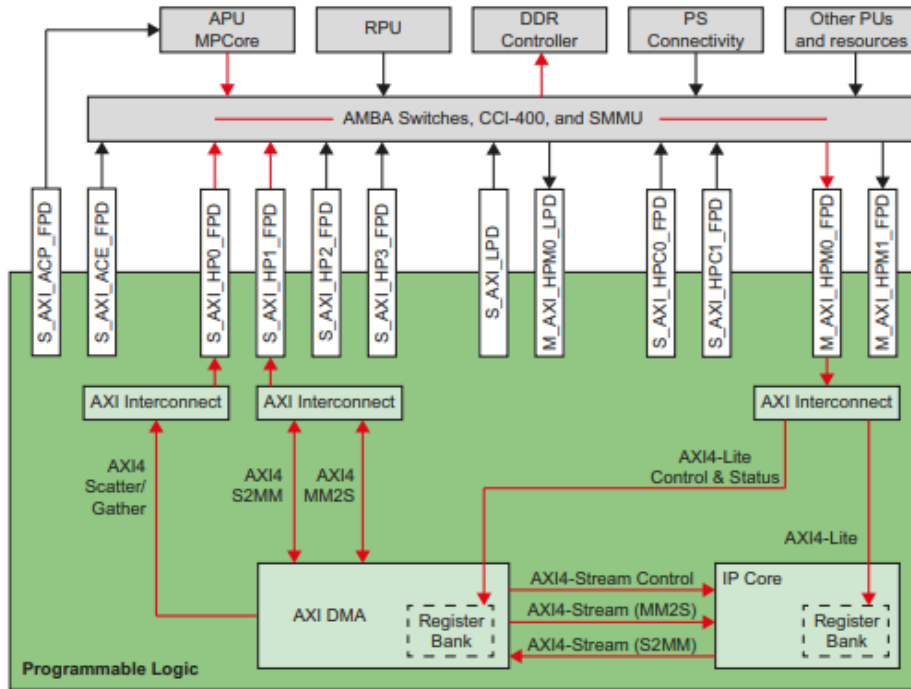 APU
MPCore
RPU
DDR
Controller
PS
Connectivity
Other PUs
and resources
AMBA Switches, CCI-400, and SMMU
S_AXI_ACP_FPD
S_AXI_ACE_FPD
S_AXI_HP0_FPD
S_AXI_HP1_FPD
S_AXI_HP2_FPD
S_AXI_HP3_FPD
S_AXI_LPD
M_AXI_HPM0_LPD
S_AXI_HPC0_FPD
S_AXI_HPC1_FPD
M_AXI_HPM0_FPD
M_AXI_HPM1_FPD
AXI Interconnect
AXI Interconnect
AXI Interconnect
AXI4
Scatter/
Gather
AXI4
S2MM
AXI4
MM2S
AXI4-Lite
Control & Status
AXI4-Lite
AXI DMA
Register
Bank
AXI4-Stream Control
AXI4-Stream (MM2S)
AXI4-Stream (S2MM)
IP Core
Register
Bank
Programmable Logic